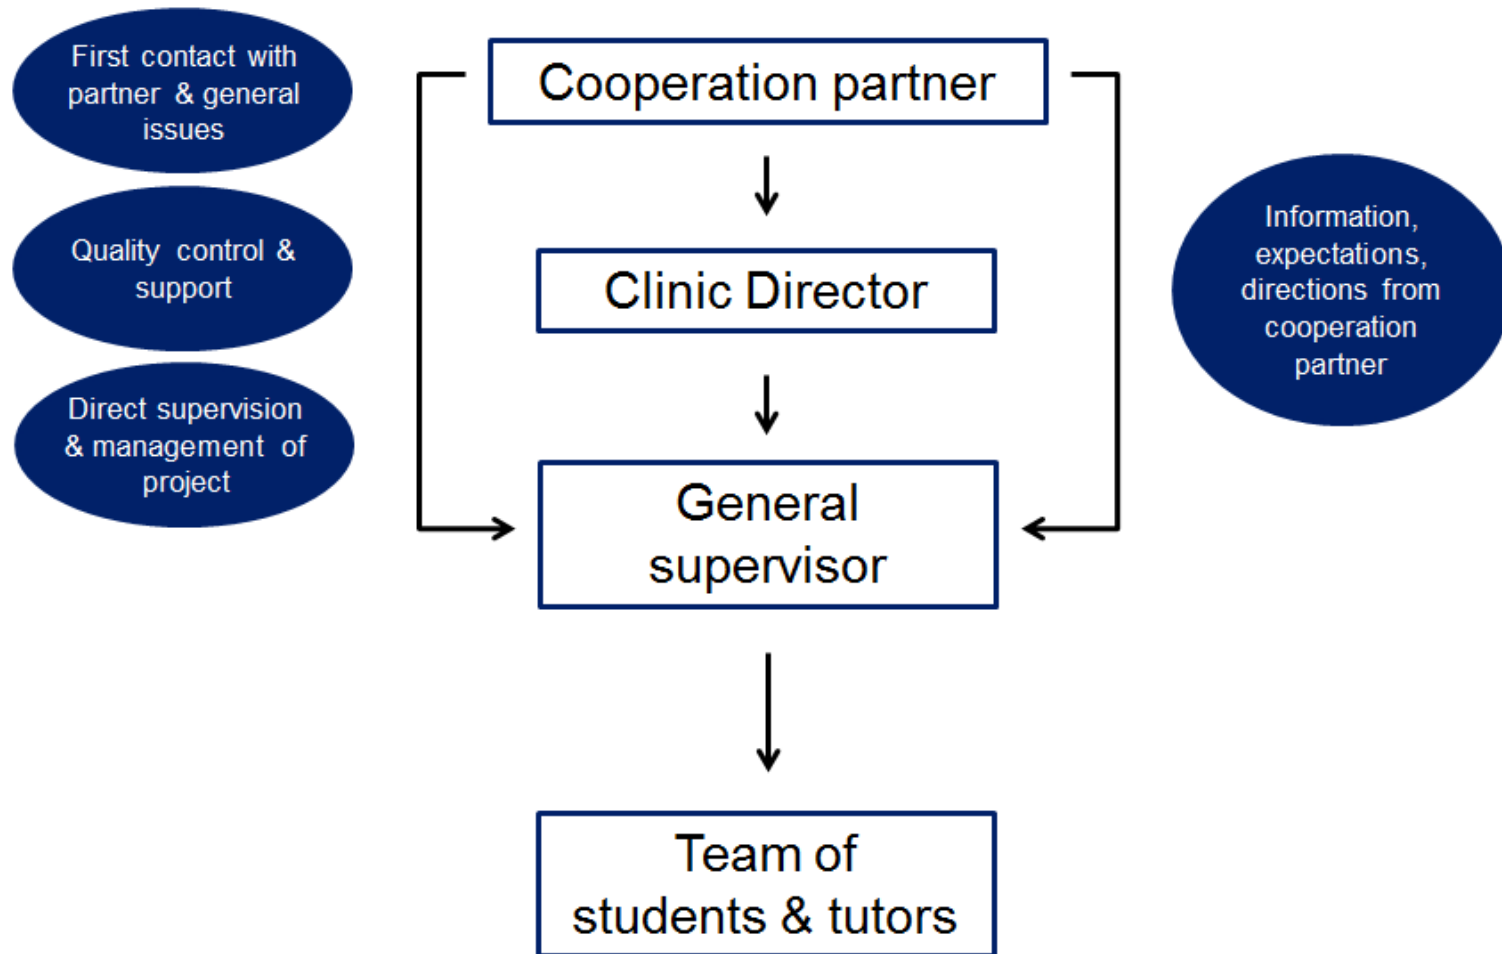 First contact with
partner & general
issues
Quality control &
support
Direct supervision
& management of
project
Cooperation partner
Clinic Director
General
supervisor
Team of
students & tutors
Information,
expectations,
directions from
cooperation
partner